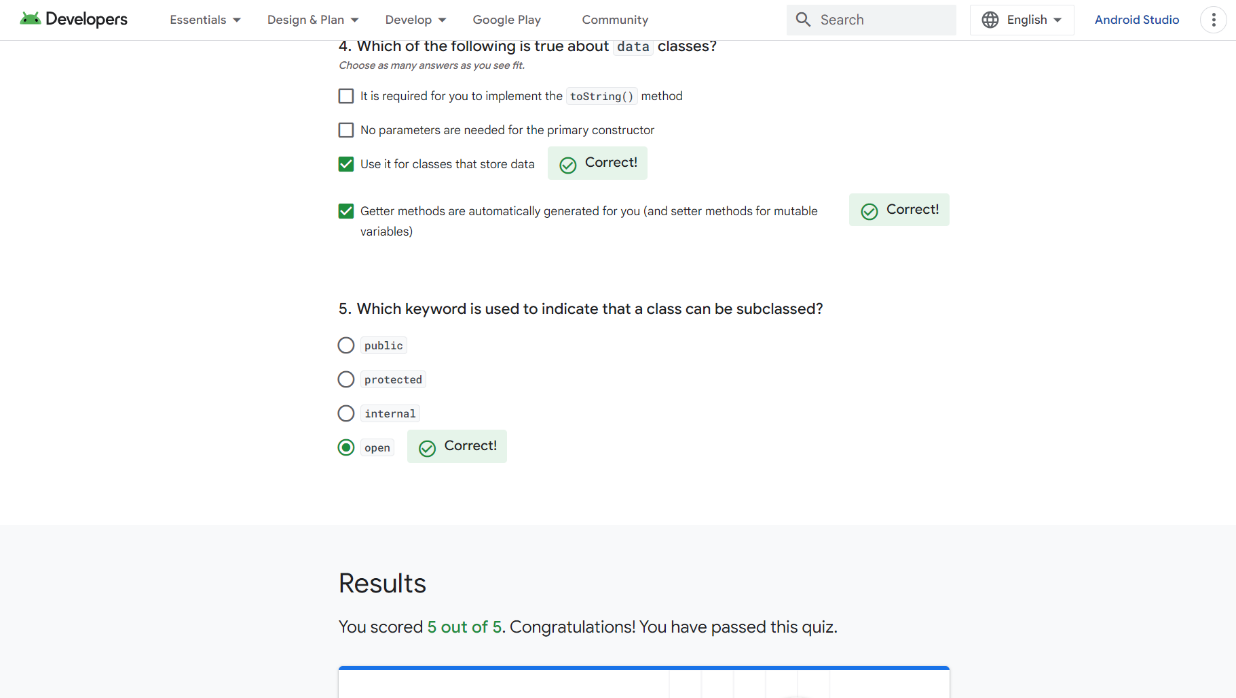 Developers Essentials Design & Plan Develop Google Play Community Search English Android Studio
4. Which of the following is true about data classes?
Choose as many answers as you see fit.
It is required for you to implement the toString() method
No parameters are needed for the primary constructor
Use it for classes that store data Correct!
Getter methods are automatically generated for you (and setter methods for mutable Correct!
variables)
5. Which keyword is used to indicate that a class can be subclassed?
public
protected
internal
open Correct!
Results
You scored 5 out of 5. Congratulations! You have passed this quiz.